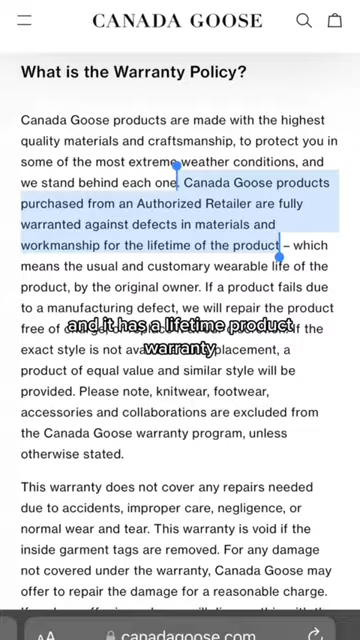 CANADA GOOSE
What is the Warranty Policy?
Canada Goose products are made with the highest
quality materials and craftsmanship, to protect you in
some of the most extreme weather conditions, and
we stand behind each one. Canada Goose products
purchased from an Authorized Retailer are fully
warranted against defects in materials and
workmanship for the lifetime of the product – which
means the usual and customary wearable life of the
product, by the original owner. If a product fails due
to a manufacturing defect, we will repair the product
free of If the
and it has a lifetime product
warranty
exact style is not placement, a
product of equal value and similar style will be
provided. Please note, knitwear, footwear,
accessories and collaborations are excluded from
the Canada Goose warranty program, unless
otherwise stated.
This warranty does not cover any repairs needed
due to accidents, improper care, negligence, or
normal wear and tear. This warranty is void if the
inside garment tags are removed. For any damage
not covered under the warranty, Canada Goose may
offer to repair the damage for a reasonable charge.
AA
canadagoose.com